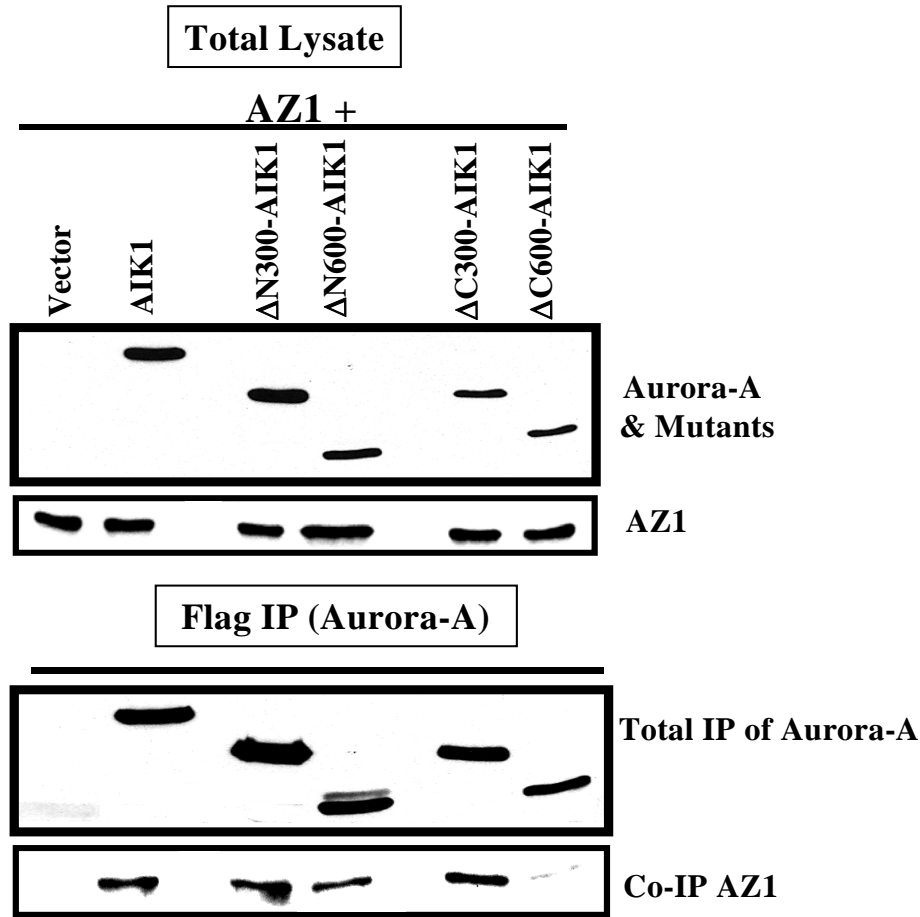 Total Lysate
AZ1 +
Vector
AIK1
ΔN300-AIK1
ΔN600-AIK1
ΔC300-AIK1
ΔC600-AIK1
Aurora-A
& Mutants
AZ1
Flag IP (Aurora-A)
Total IP of Aurora-A
Co-IP AZ1